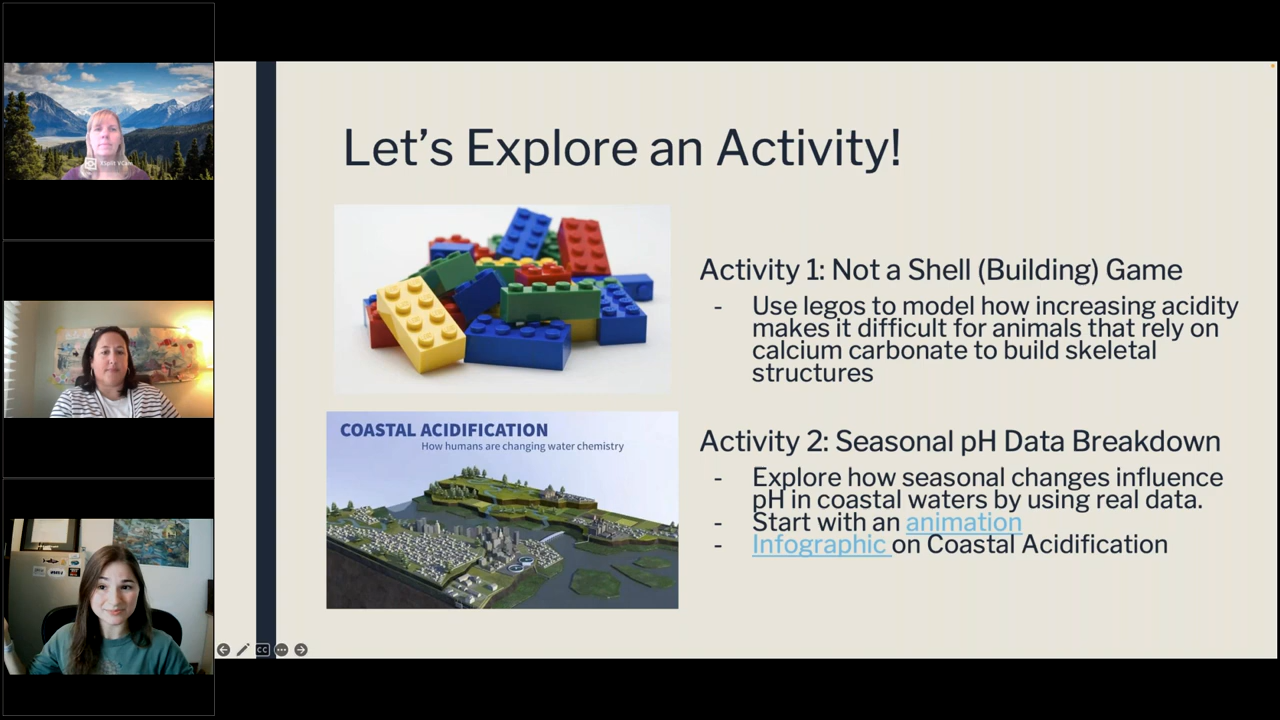 Let's Explore an Activity!
Activity 1: Not a Shell (Building) Game
- Use legos to model how increasing acidity
makes it difficult for animals that rely on
calcium carbonate to build skeletal
structures
COASTAL ACIDIFICATION
How humans are changing water chemistry
Activity 2: Seasonal pH Data Breakdown
- Explore how seasonal changes influence
pH in coastal waters by using real data.
- Start with an animation
- Infographic on Coastal Acidification
XSplit VCam
CC